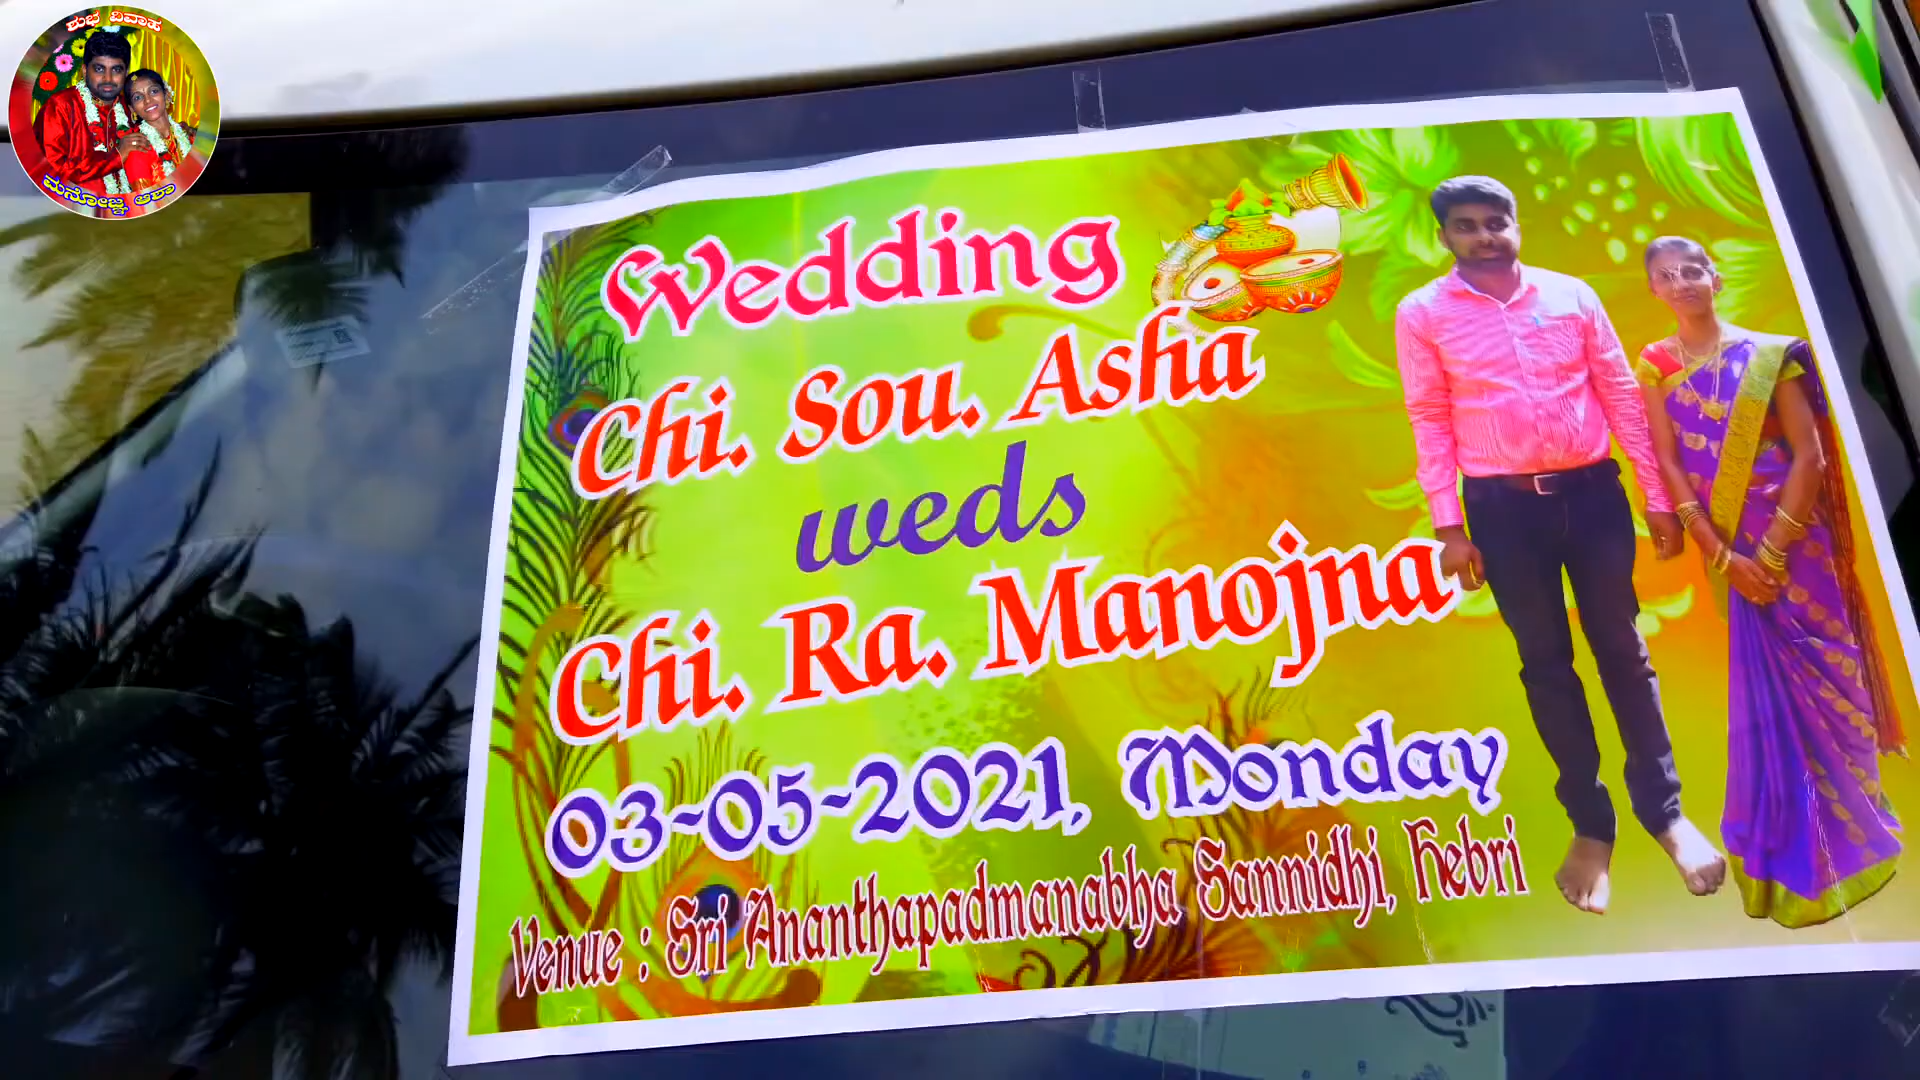 ಶುಭ ವಿವಾಹ
ಮನೋಜ್ಞ ಆಶಾ
Wedding
Chi. Sou. Asha
weds
Chi. Ra. Manojna
03-05-2021, Monday
Venue : Sri Ananthapadmanabha Sannidhi, Hebri